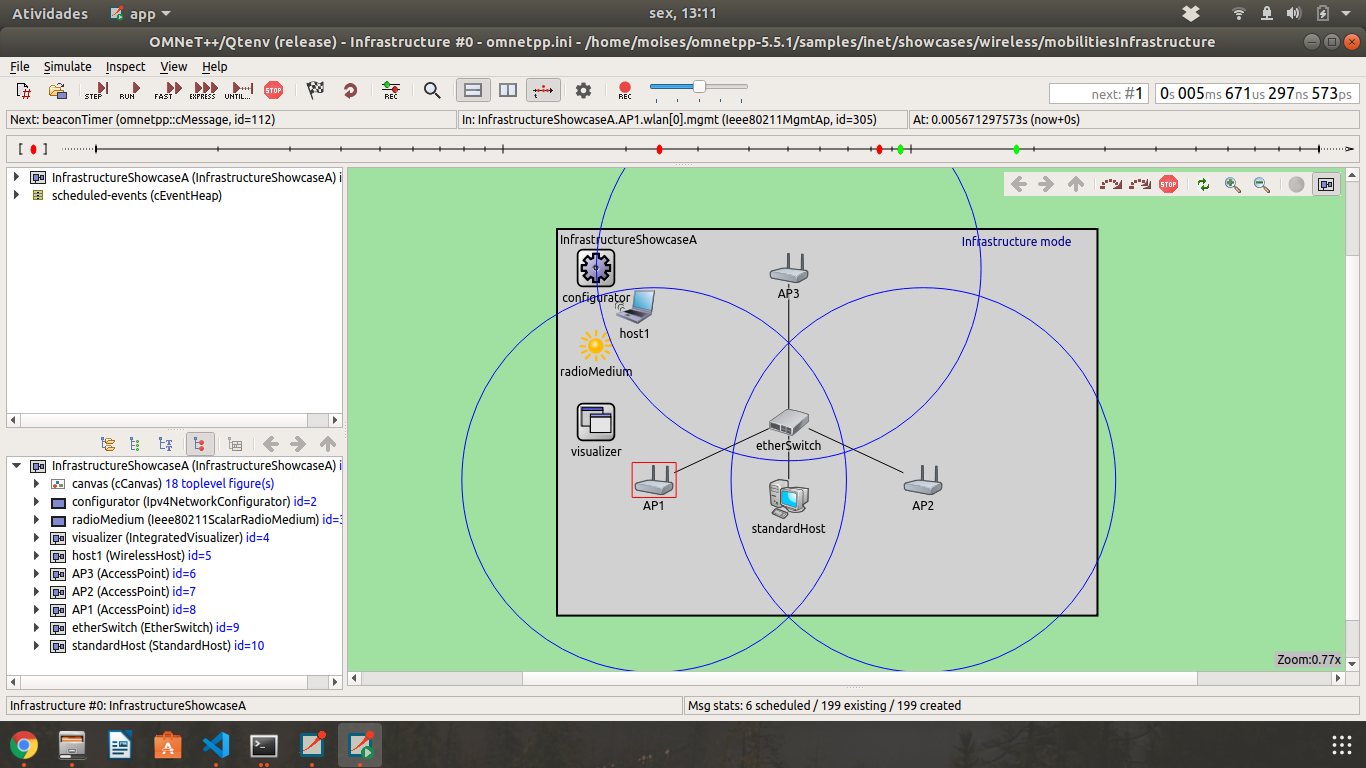 Atividades app sex, 13:11
OMNeT++/Qtenv (release) - Infrastructure #0 - omnetpp.ini - /home/moises/omnetpp-5.5.1/samples/inet/showcases/wireless/mobilitiesInfrastructure
File Simulate Inspect View Help
STEP RUN FAST EXPRESS UNTIL... STOP REC REC next: #1 0s 005ms 671us 297ns 573ps
Next: beaconTimer (omnetpp::cMessage, id=112) In: InfrastructureShowcaseA.AP1.wlan[0].mgmt (Ieee80211MgmtAp, id=305) At: 0.005671297573s (now+0s)
InfrastructureShowcaseA (InfrastructureShowcaseA) i
scheduled-events (cEventHeap)
STOP
InfrastructureShowcaseA Infrastructure mode
configurator
AP3
host1
radioMedium
etherSwitch
visualizer
AP1
AP2
standardHost
Zoom:0.77x
InfrastructureShowcaseA (InfrastructureShowcaseA) i
canvas (cCanvas) 18 toplevel figure(s)
configurator (Ipv4NetworkConfigurator) id=2
radioMedium (Ieee80211ScalarRadioMedium) id=3
visualizer (IntegratedVisualizer) id=4
host1 (WirelessHost) id=5
AP3 (AccessPoint) id=6
AP2 (AccessPoint) id=7
AP1 (AccessPoint) id=8
etherSwitch (EtherSwitch) id=9
standardHost (StandardHost) id=10
Infrastructure #0: InfrastructureShowcaseA Msg stats: 6 scheduled / 199 existing / 199 created